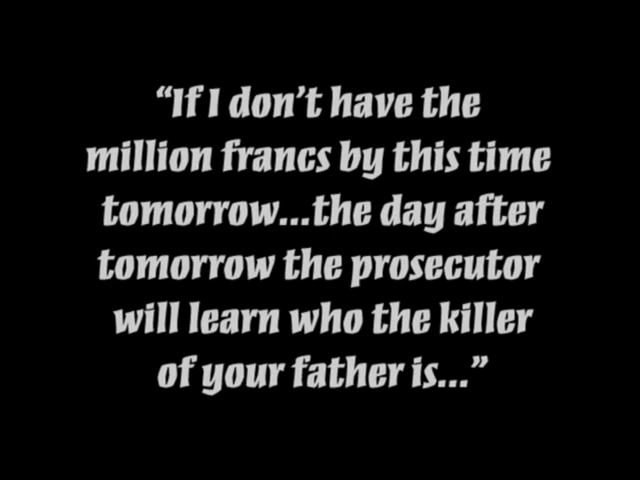 “If I don’t have the
million francs by this time
tomorrow...the day after
tomorrow the prosecutor
will learn who the killer
of your father is...”